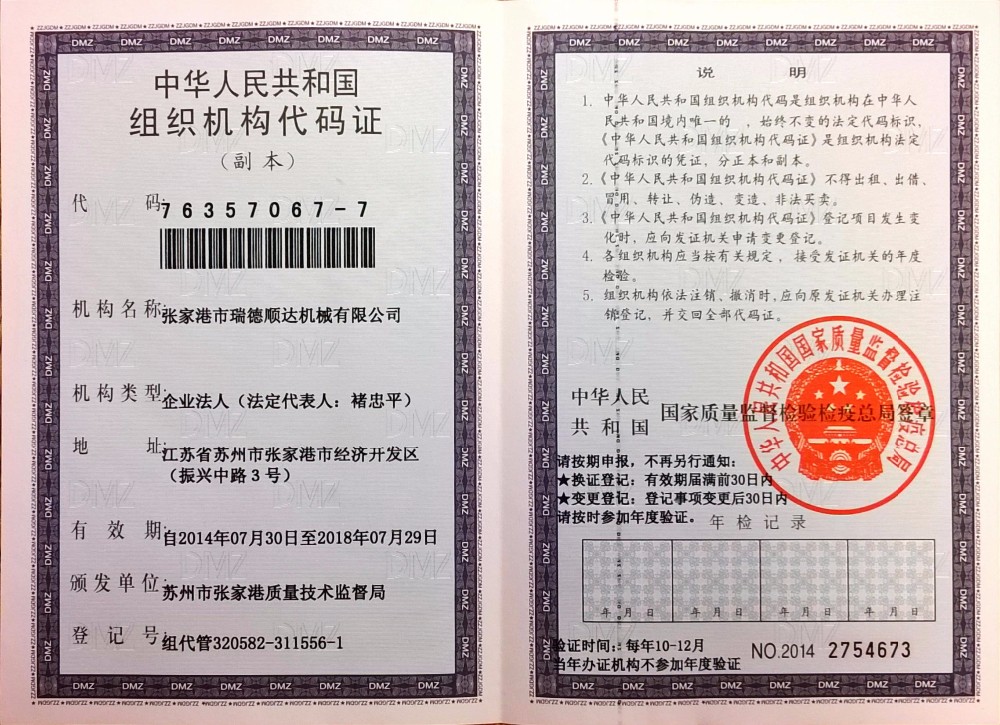 中华人民共和国
组织机构代码证
（副本）
代 码:76357067-7
机构名称:张家港市瑞德顺达机械有限公司
机构类型:企业法人（法定代表人：褚忠平）
地 址:江苏省苏州市张家港市经济开发区
（振兴中路３号）
有效期:自2014年07月30日至2018年07月29日
颁发单位:苏州市张家港质量技术监督局
登记号:组代管320582-311556-1
说 明
1. 中华人民共和国组织机构代码是组织机构在中华人
民共和国境内唯一的 ，始终不变的法定代码标识，
《中华人民共和国组织机构代码证》是组织机构法定
代码标识的凭证，分正本和副本。
2.《中华人民共和国组织机构代码证》不得出租、出借、
冒用、转让、伪造、变造、非法买卖。
3.《中华人民共和国组织机构代码证》登记项目发生变
化时，应向发证机关申请变更登记。
4. 各组织机构应当按有关规定，接受发证机关的年度
检验。
5. 组织机构依法注销、撤消时，应向原发证机关办理注
销登记，并交回全部代码证。
中华人民
共和国 国家质量监督检验检疫总局签章
中华人民共和国国家质量监督检验检疫总局
请按期申报，不再另行通知：
★换证登记：有效期届满前30日内
★变更登记：登记事项变更后30日内
请按时参加年度验证。 年检记录
年 月 日 年 月 日 年 月 日 年 月 日
验证时间：每年10-12月
当年办证机构不参加年度验证
NO.2014 2754673
DMZ
ZZJGDM